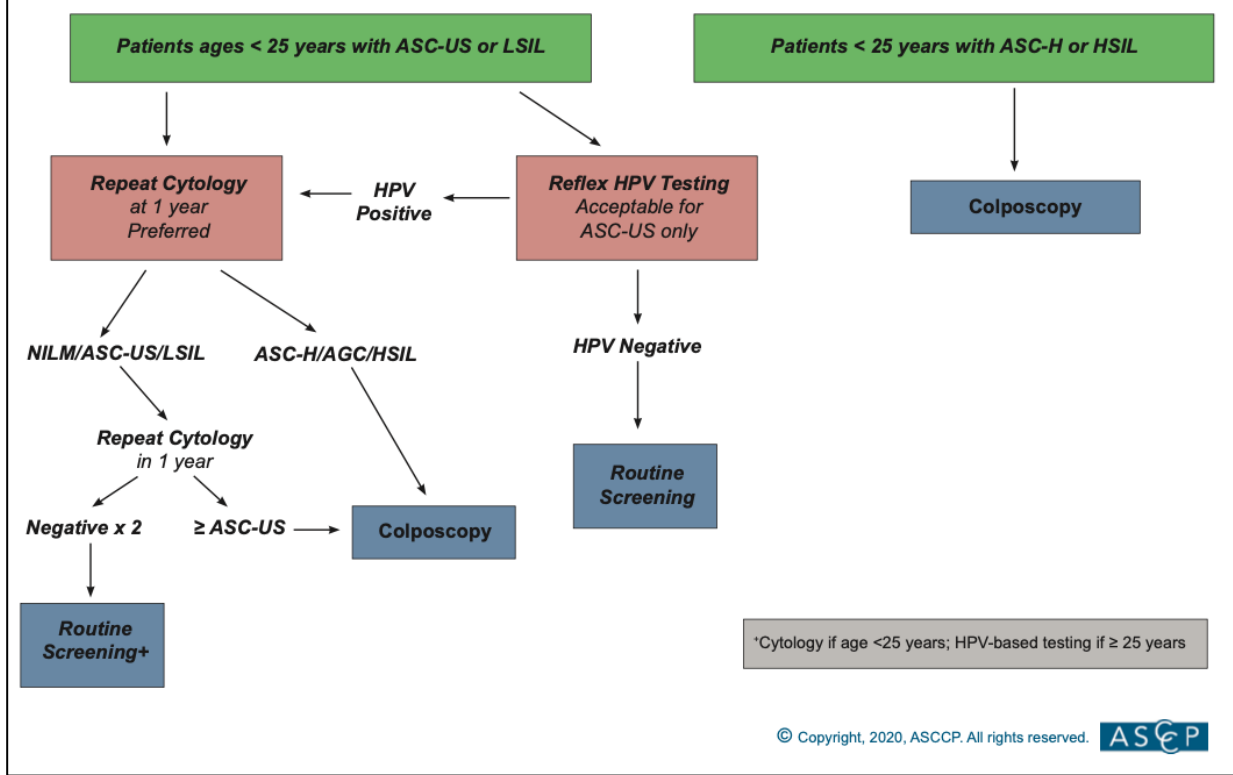 Patients ages < 25 years with ASC-US or LSIL
Patients < 25 years with ASC-H or HSIL
Repeat Cytology
at 1 year
Preferred
HPV
Positive
Reflex HPV Testing
Acceptable for
ASC-US only
Colposcopy
NILM/ASC-US/LSIL
ASC-H/AGC/HSIL
HPV Negative
Repeat Cytology
in 1 year
Routine
Screening
Negative x 2
≥ ASC-US
Colposcopy
Routine
Screening+
+Cytology if age <25 years; HPV-based testing if ≥ 25 years
© Copyright, 2020, ASCCP. All rights reserved.
ASCCP